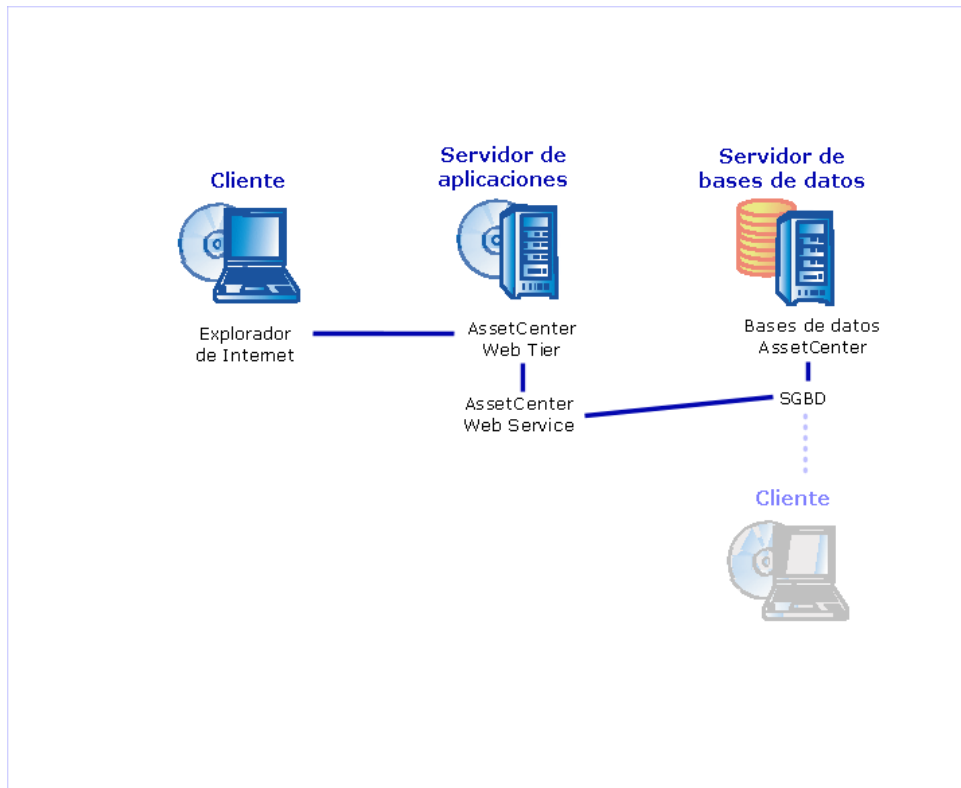 Cliente
Servidor de
aplicaciones
Servidor de
bases de datos
Explorador
de Internet
AssetCenter
Web Tier
Bases de datos
AssetCenter
AssetCenter
Web Service
SGBD
Cliente